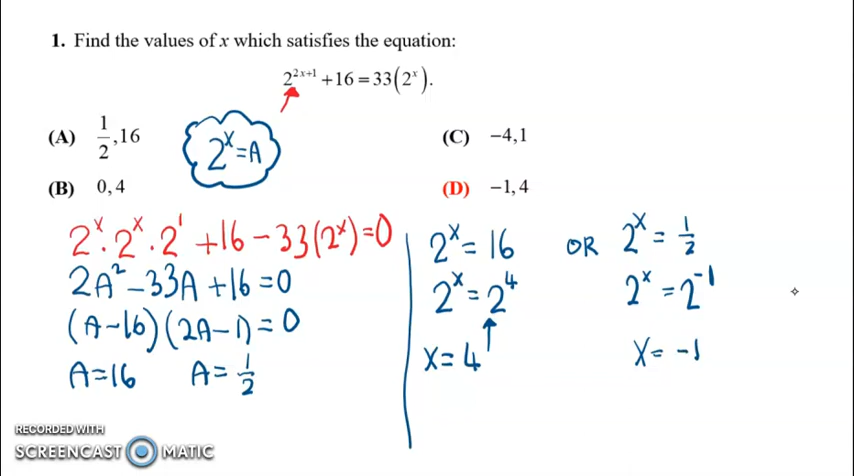 1. Find the values of x which satisfies the equation:
2^{2x+1} + 16 = 33(2^x).
(A) 1/2, 16
(B) 0, 4
(C) −4, 1
(D) −1, 4
2^x = A
2^x · 2^x · 2^1 + 16 − 33(2^x) = 0
2A^2 − 33A + 16 = 0
(A − 16)(2A − 1) = 0
A = 16 A = 1/2
2^x = 16 OR 2^x = 1/2
2^x = 2^4 2^x = 2^{-1}
x = 4 x = −1
RECORDED WITH
SCREENCAST MATIC